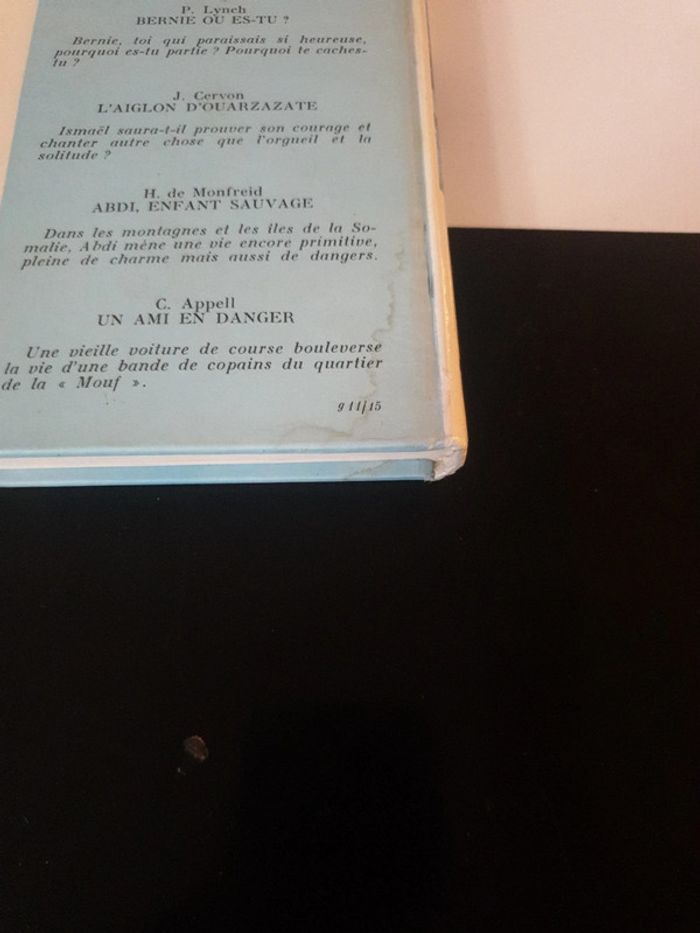 P. Lynch
BERNIE OÙ ES-TU ?
Bernie, toi qui paraissais si heureuse,
pourquoi es-tu partie ? Pourquoi te caches-
tu ?
J. Cervon
L'AIGLON D'OUARZAZATE
Ismaël saura-t-il prouver son courage et
chanter autre chose que l'orgueil et la
solitude ?
H. de Monfreid
ABDI, ENFANT SAUVAGE
Dans les montagnes et les îles de la So-
malie, Abdi mène une vie encore primitive,
pleine de charme mais aussi de dangers.
C. Appell
UN AMI EN DANGER
Une vieille voiture de course bouleverse
la vie d'une bande de copains du quartier
de la « Mouf ».
911/15